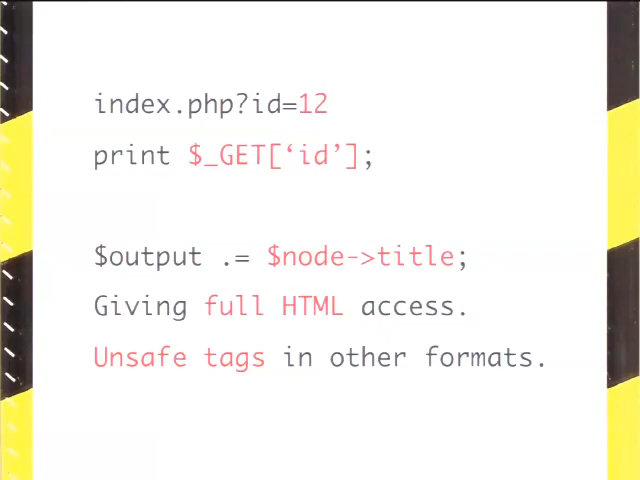 index.php?id=12
print $_GET[‘id’];
$output .= $node->title;
Giving full HTML access.
Unsafe tags in other formats.